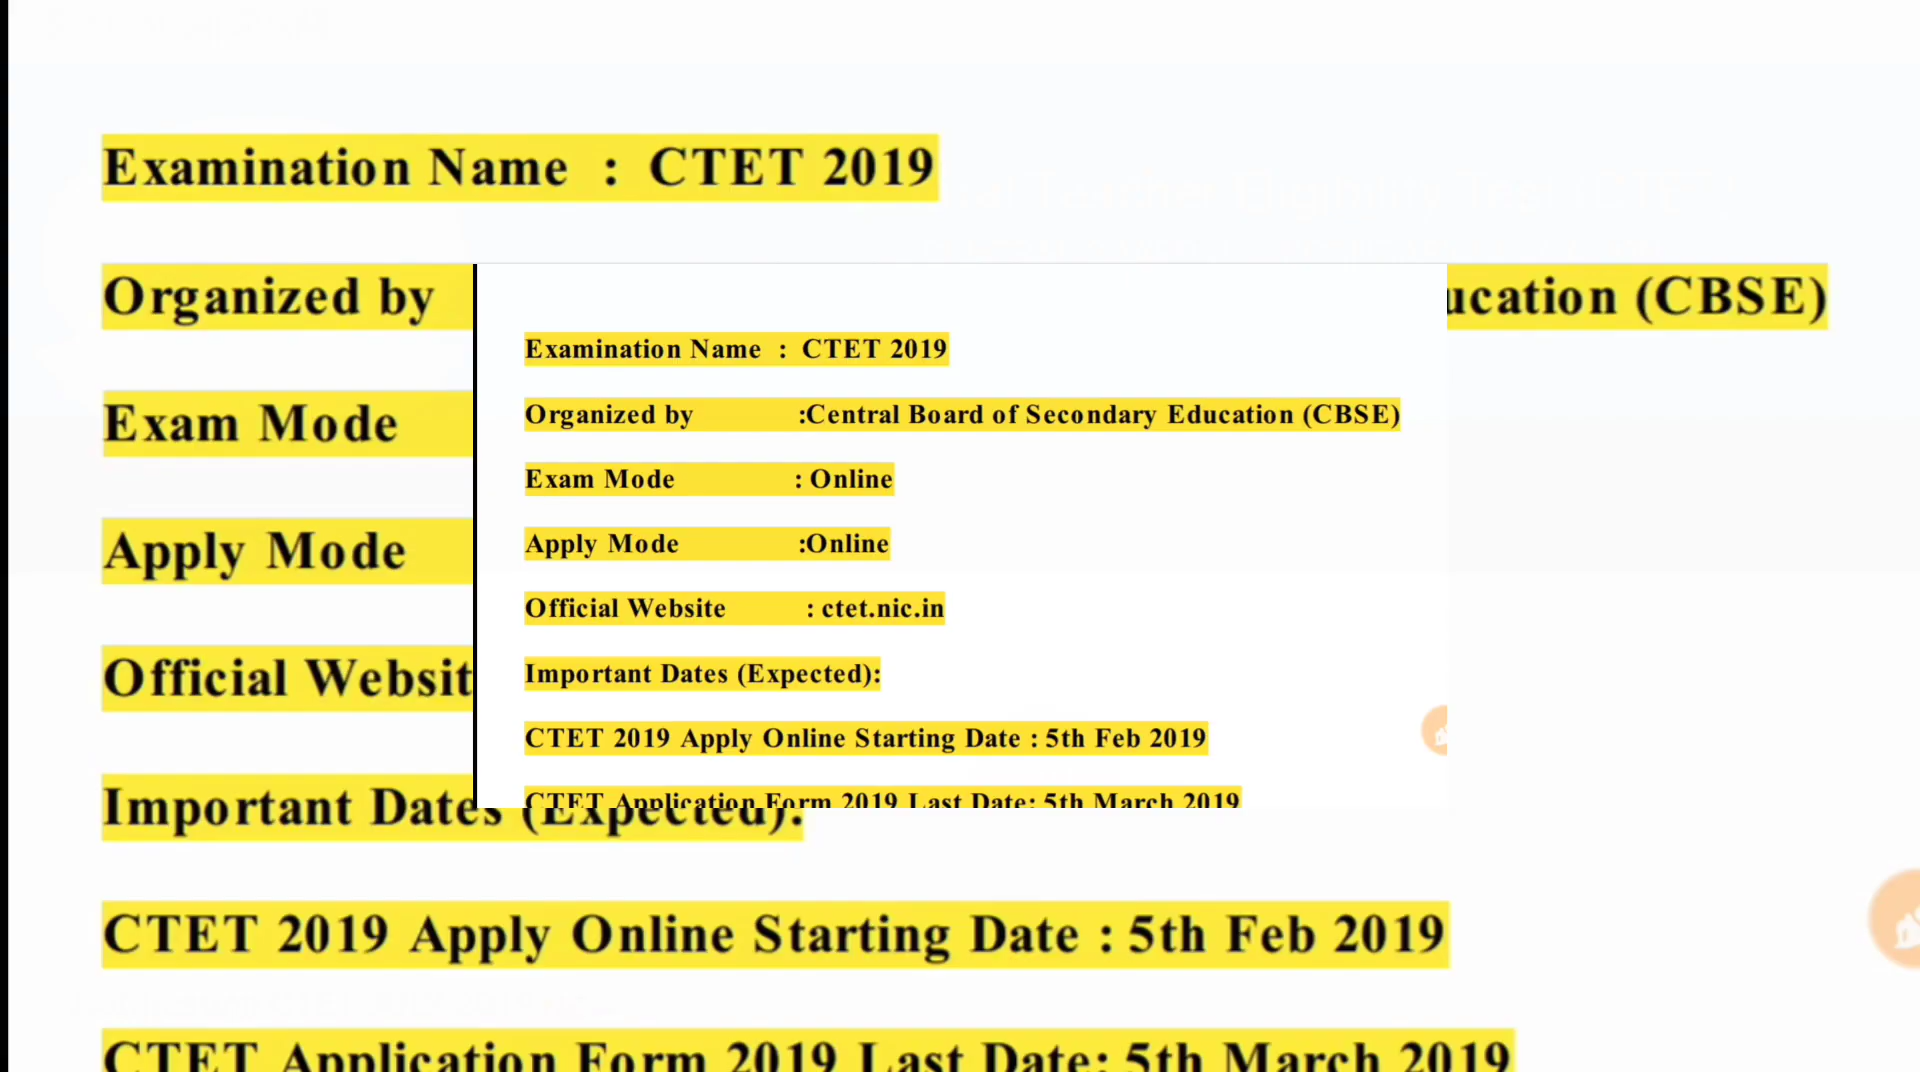 Examination Name : CTET 2019
Organized by ucation (CBSE)
Exam Mode
Apply Mode
Official Websit
Important Dates (Expected):
CTET 2019 Apply Online Starting Date : 5th Feb 2019
CTET Application Form 2019 Last Date: 5th March 2019
Examination Name : CTET 2019
Organized by :Central Board of Secondary Education (CBSE)
Exam Mode : Online
Apply Mode :Online
Official Website : ctet.nic.in
Important Dates (Expected):
CTET 2019 Apply Online Starting Date : 5th Feb 2019
CTET Application Form 2019 Last Date: 5th March 2019